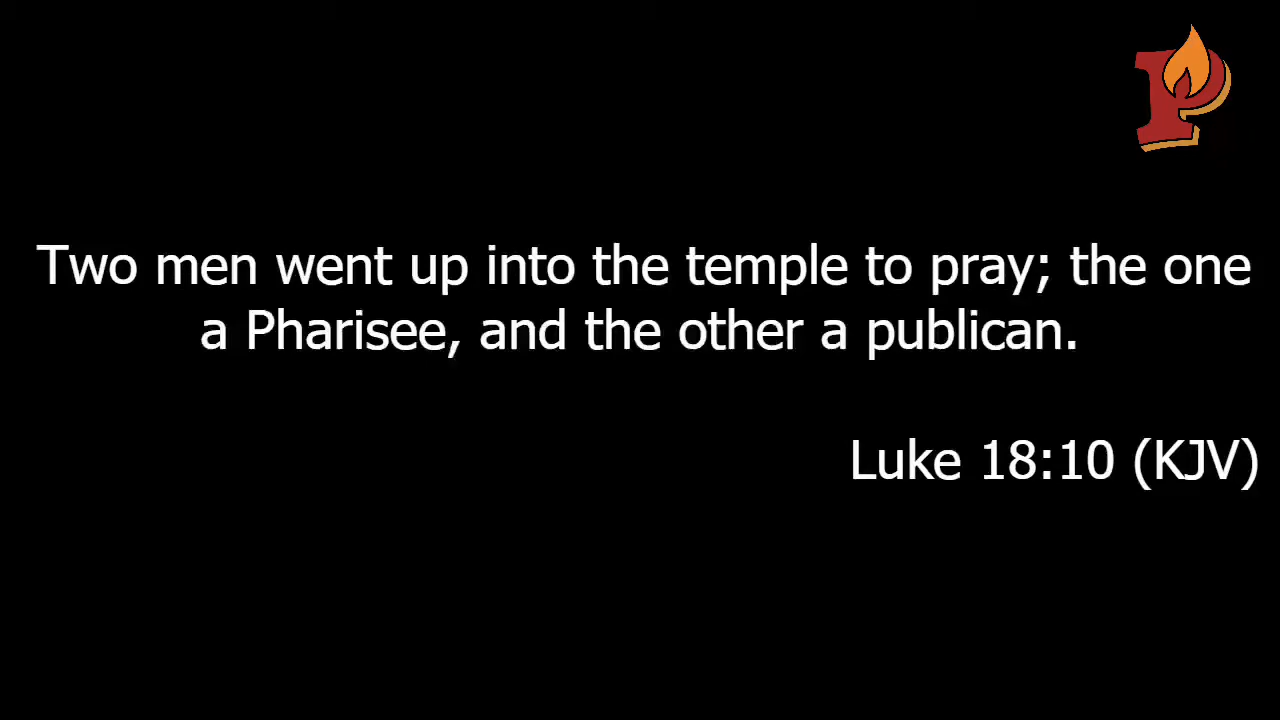 P
Two men went up into the temple to pray; the one
a Pharisee, and the other a publican.
Luke 18:10 (KJV)